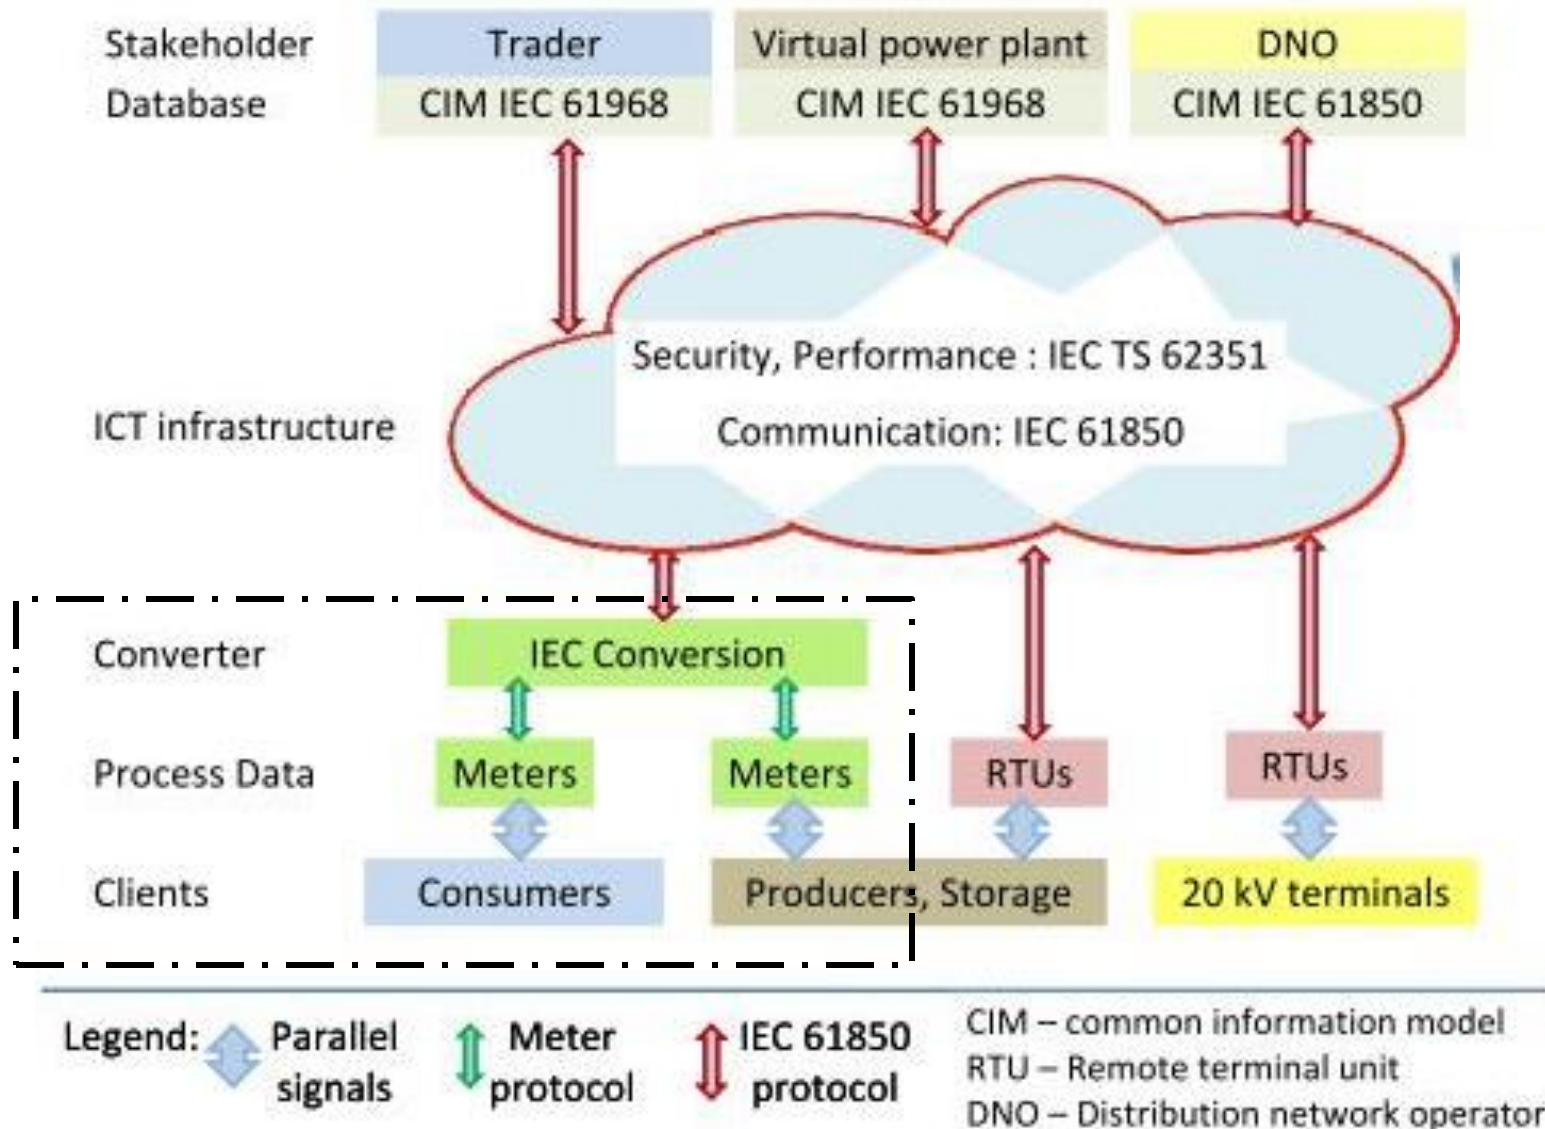 Stakeholder Trader Virtual power plant DNO
Database CIM IEC 61968 CIM IEC 61968 CIM IEC 61850
Security, Performance : IEC TS 62351
ICT infrastructure Communication: IEC 61850
Converter IEC Conversion
Process Data Meters Meters RTUs RTUs
Clients Consumers Producers, Storage 20 kV terminals
Legend: Parallel signals
Meter protocol
IEC 61850 protocol
CIM – common information model
RTU – Remote terminal unit
DNO – Distribution network operator